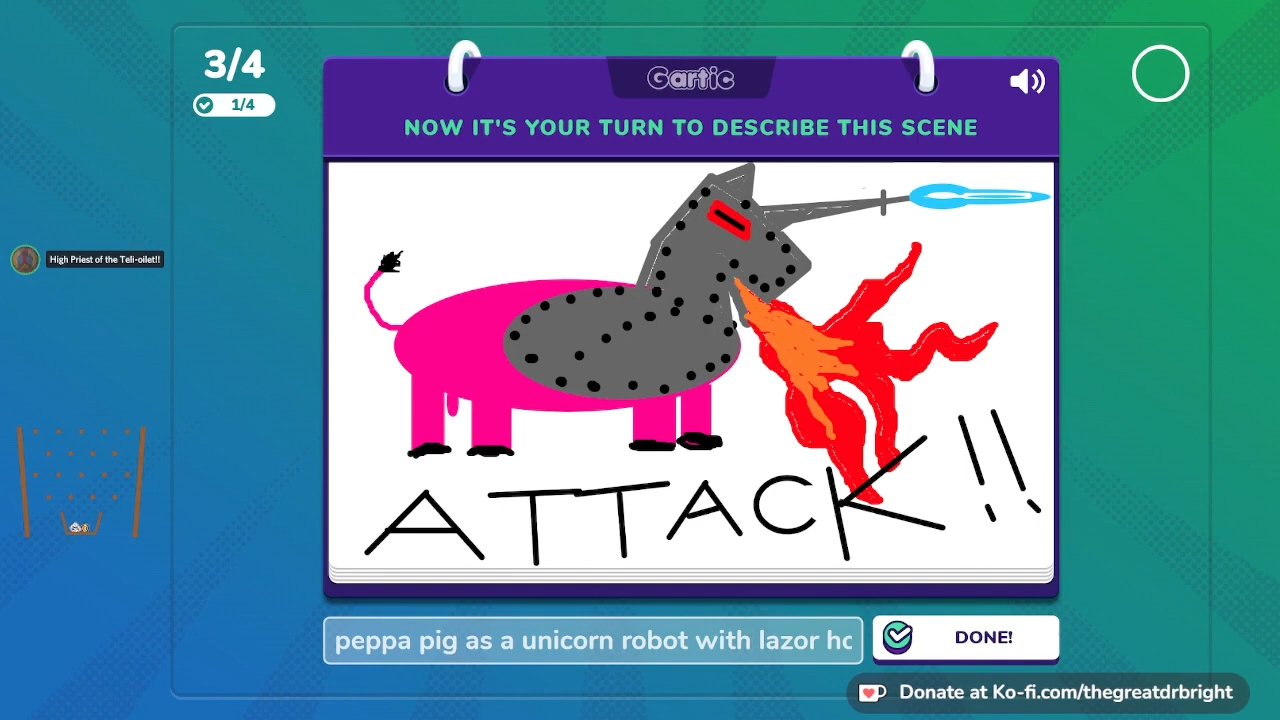 3/4
1/4
Gartic
NOW IT'S YOUR TURN TO DESCRIBE THIS SCENE
High Priest of the Teli-oilet!!
ATTACK!!
peppa pig as a unicorn robot with lazor ho
DONE!
Donate at Ko-fi.com/thegreatdrbright